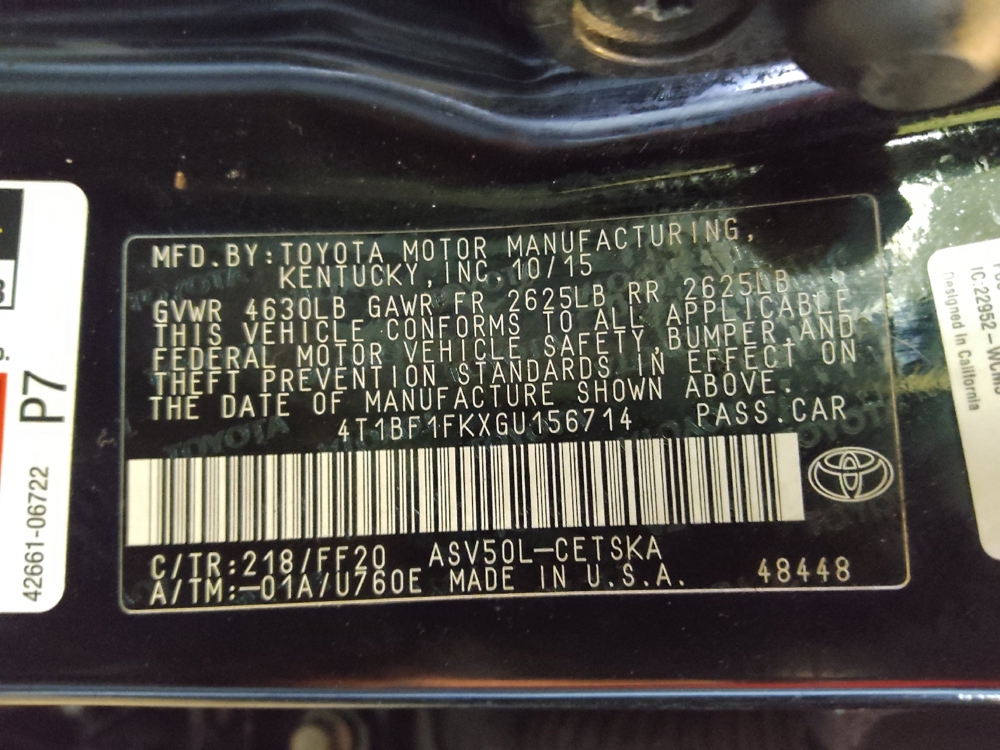 MFD.BY:TOYOTA MOTOR MANUFACTURING,
KENTUCKY,INC.10/15
GVWR 4630LB GAWR FR 2625LB RR 2625LB
THIS VEHICLE CONFORMS TO ALL APPLICABLE
FEDERAL MOTOR VEHICLE SAFETY,BUMPER,AND
THEFT PREVENTION STANDARDS IN EFFECT ON
THE DATE OF MANUFACTURE SHOWN ABOVE.
4T1BF1FKXGU156714 PASS.CAR
C/TR:218/FF20 ASV50L-CETSKA
A/TM:-01A/U760E MADE IN U.S.A. 48448
P7
42661-06722
IC:22952-
Designed in California
TOYOTA